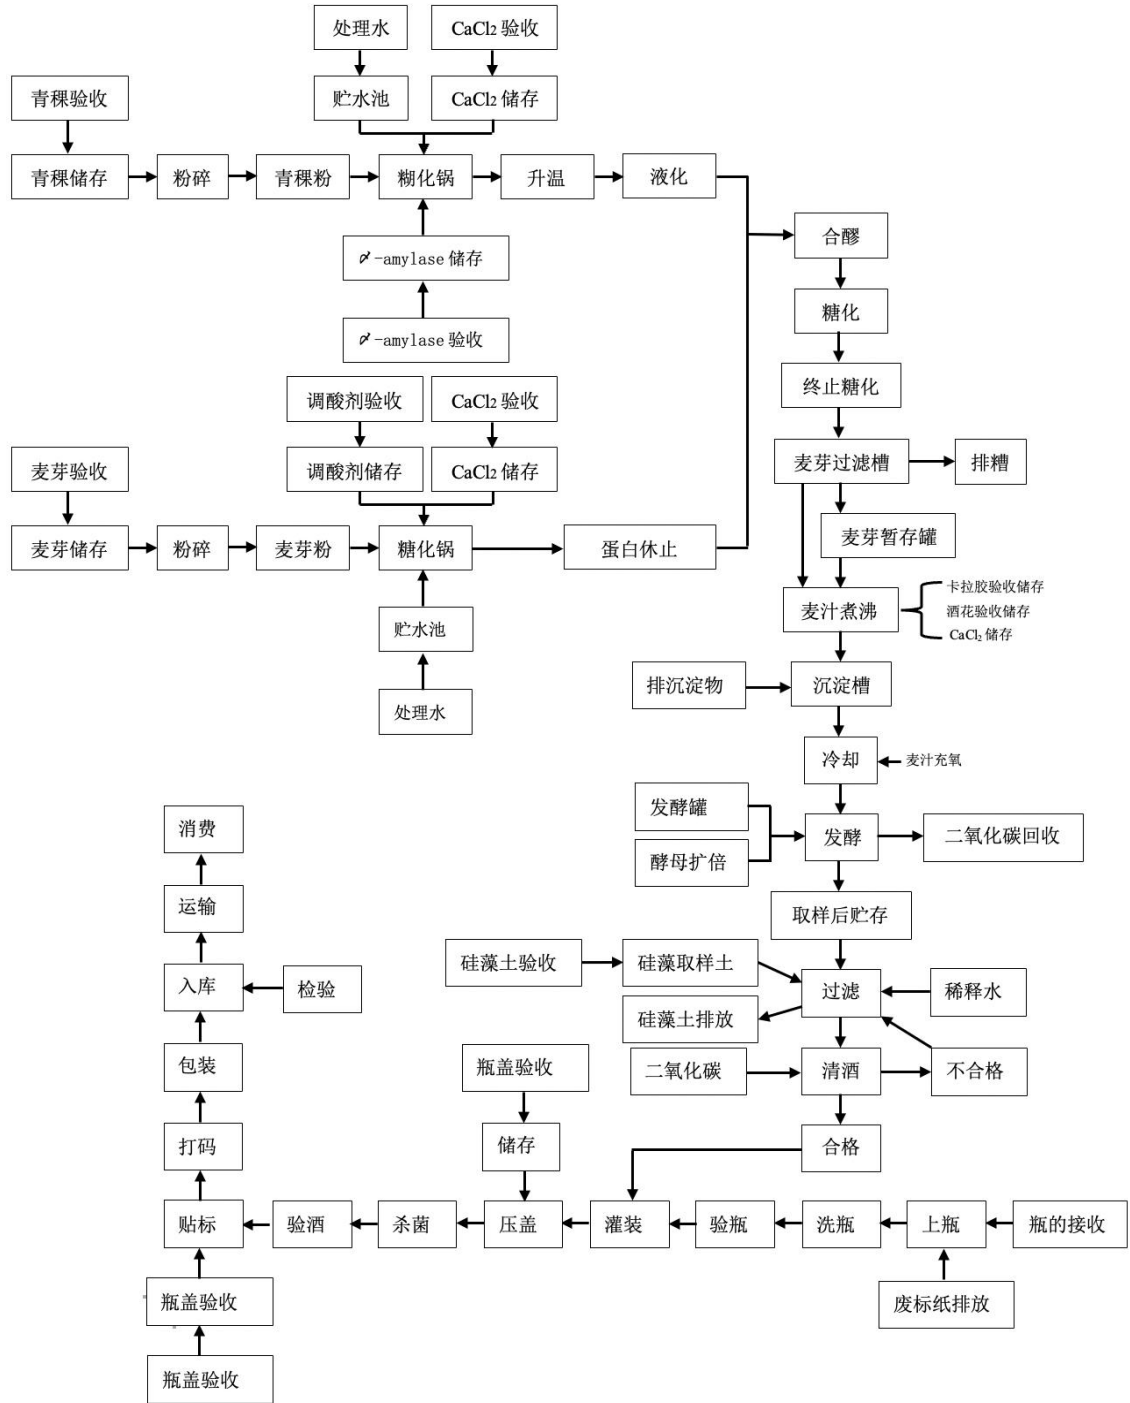 处理水
CaCl₂ 验收
青稞验收
贮水池
CaCl₂ 储存
青稞储存
粉碎
青稞粉
糊化锅
升温
液化
合醪
α-amylase 储存
糖化
α-amylase 验收
终止糖化
调酸剂验收
CaCl₂ 验收
麦芽验收
调酸剂储存
CaCl₂ 储存
麦芽过滤槽
排糟
麦芽储存
粉碎
麦芽粉
糖化锅
蛋白休止
麦芽暂存罐
卡拉胶验收储存
麦汁煮沸
酒花验收储存
CaCl₂ 储存
贮水池
排沉淀物
沉淀槽
处理水
冷却
麦汁充氧
发酵罐
消费
发酵
二氧化碳回收
酵母扩倍
运输
取样后贮存
硅藻土验收
硅藻取样土
入库
检验
过滤
稀释水
硅藻土排放
包装
瓶盖验收
二氧化碳
清酒
不合格
打码
储存
合格
贴标
验酒
杀菌
压盖
灌装
验瓶
洗瓶
上瓶
瓶的接收
瓶盖验收
废标纸排放
瓶盖验收